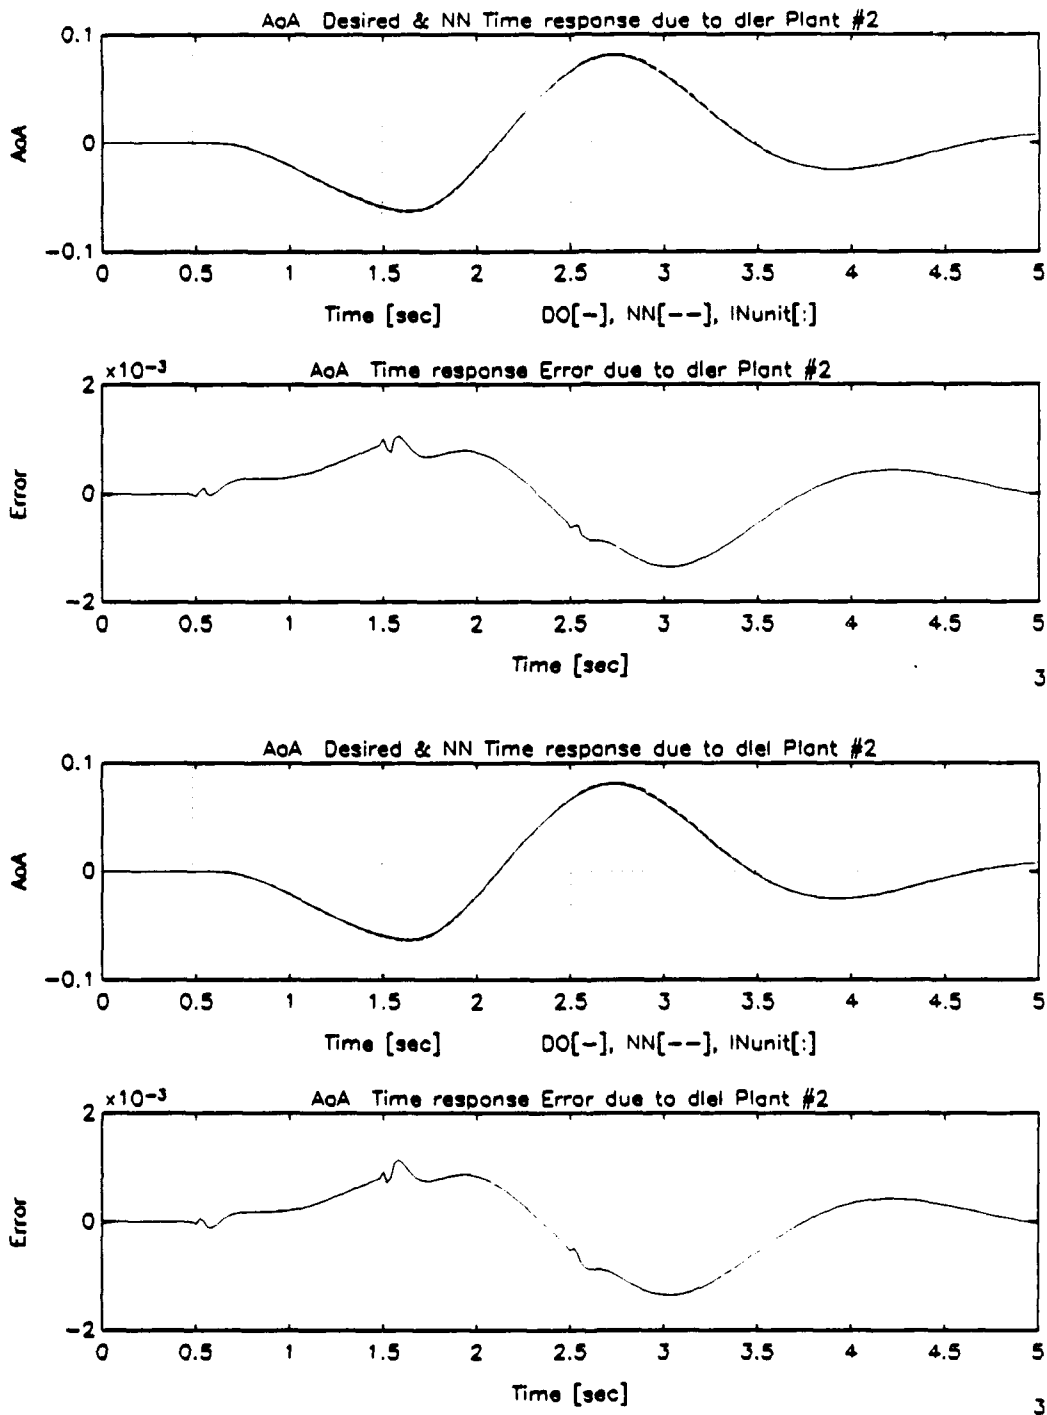 AoA Desired & NN Time response due to dler Plant #2
0.1
0
-0.1
AoA
0 0.5 1 1.5 2 2.5 3 3.5 4 4.5 5
Time [sec] DO[-], NN[--], INunit[:]
x10-3 AoA Time response Error due to dler Plant #2
2
0
-2
Error
0 0.5 1 1.5 2 2.5 3 3.5 4 4.5 5
Time [sec]
3
AoA Desired & NN Time response due to dlel Plant #2
0.1
0
-0.1
AoA
0 0.5 1 1.5 2 2.5 3 3.5 4 4.5 5
Time [sec] DO[-], NN[--], INunit[:]
x10-3 AoA Time response Error due to dlel Plant #2
2
0
-2
Error
0 0.5 1 1.5 2 2.5 3 3.5 4 4.5 5
Time [sec]
3